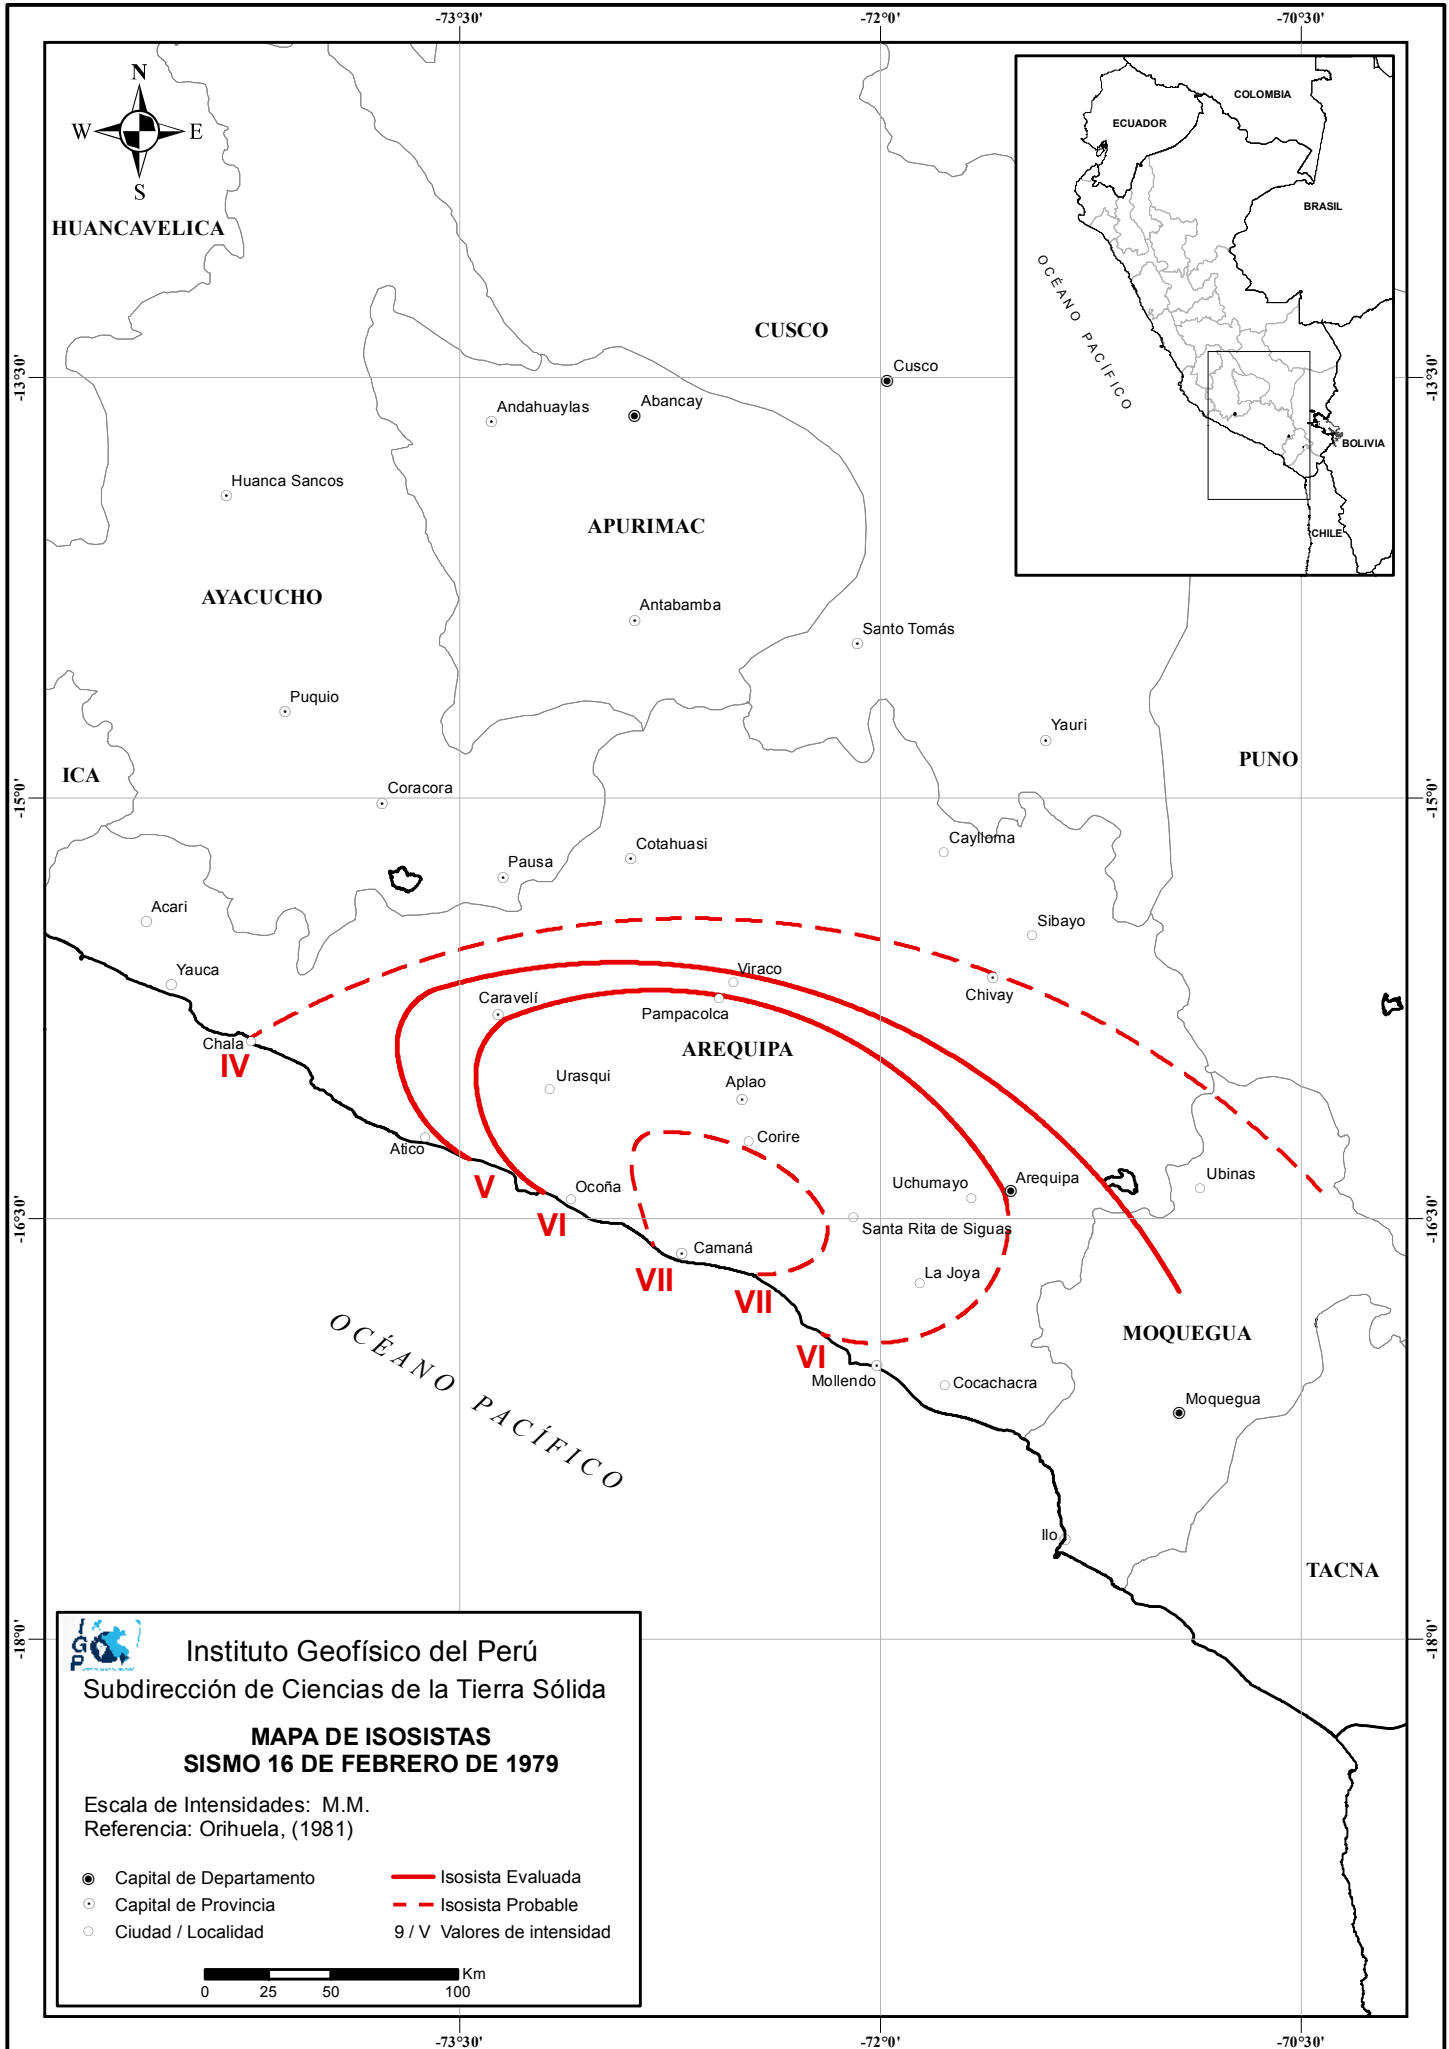 -73°30'
-72°0'
-70°30'
N
W
E
S
COLOMBIA
ECUADOR
BRASIL
OCÉANO PACÍFICO
BOLIVIA
CHILE
HUANCAVELICA
CUSCO
-13°30'
-13°30'
Cusco
Andahuaylas
Abancay
Huanca Sancos
APURIMAC
AYACUCHO
Antabamba
Santo Tomás
Puquio
Yauri
ICA
PUNO
-15°0'
-15°0'
Coracora
Cotahuasi
Caylloma
Pausa
Acari
Sibayo
Yauca
Viraco
Caravelí
Chivay
Pampacolca
Chala
IV
AREQUIPA
Urasqui
Aplao
Atico
Corire
V
Ocoña
Uchumayo
Arequipa
Ubinas
-16°30'
-16°30'
VI
Santa Rita de Siguas
Camaná
VII
La Joya
VII
OCÉANO PACÍFICO
MOQUEGUA
VI
Mollendo
Cocachacra
Moquegua
Ilo
TACNA
-18°0'
-18°0'
IGP
Instituto Geofísico del Perú
Subdirección de Ciencias de la Tierra Sólida
MAPA DE ISOSISTAS
SISMO 16 DE FEBRERO DE 1979
Escala de Intensidades: M.M.
Referencia: Orihuela, (1981)
Capital de Departamento
Isosista Evaluada
Capital de Provincia
Isosista Probable
Ciudad / Localidad
9 / V Valores de intensidad
Km
0 25 50 100
-73°30'
-72°0'
-70°30'